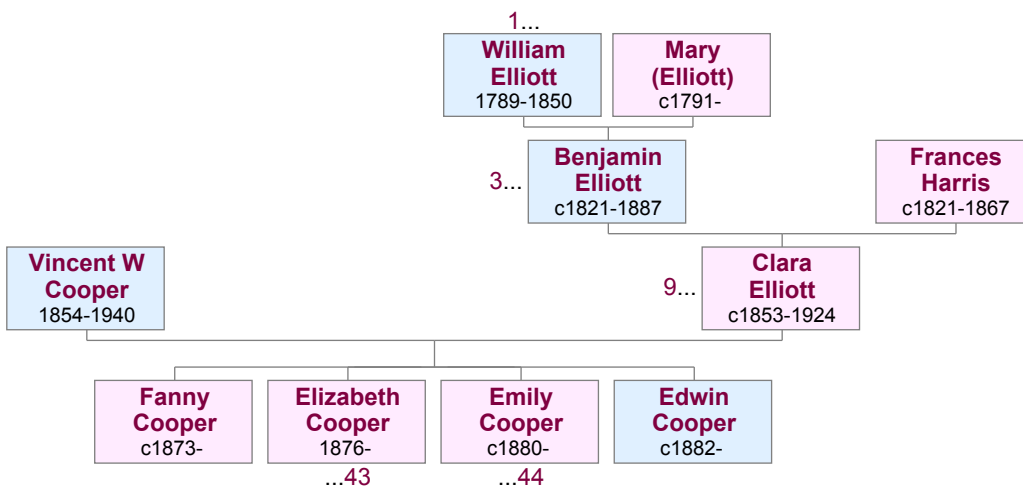 1...
William
Elliott
1789-1850
Mary
(Elliott)
c1791-
3...
Benjamin
Elliott
c1821-1887
Frances
Harris
c1821-1867
Vincent W
Cooper
1854-1940
9...
Clara
Elliott
c1853-1924
Fanny
Cooper
c1873-
Elizabeth
Cooper
1876-
Emily
Cooper
c1880-
Edwin
Cooper
c1882-
...43
...44